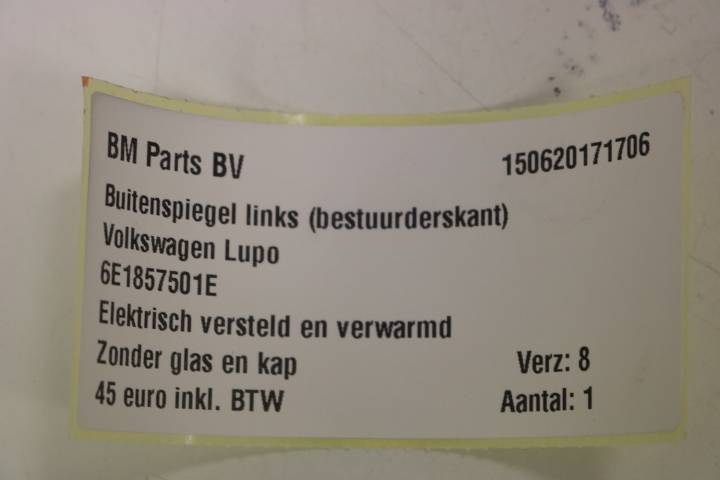 BM Parts BV 150620171706
Buitenspiegel links (bestuurderskant)
Volkswagen Lupo
6E1857501E
Elektrisch versteld en verwarmd
Zonder glas en kap Verz: 8
45 euro inkl. BTW Aantal: 1